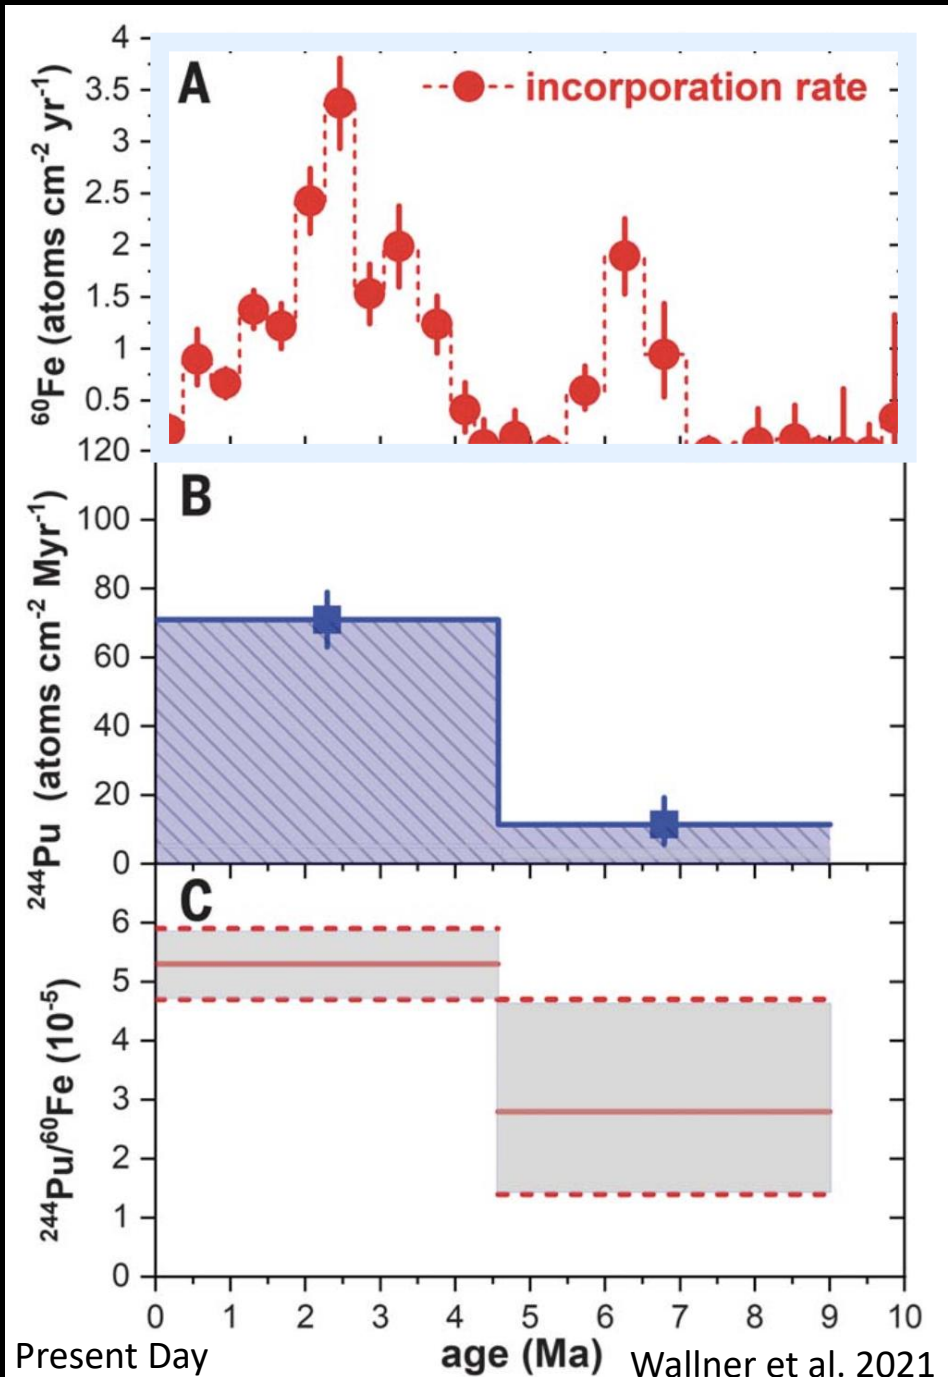 A
incorporation rate
⁶⁰Fe (atoms cm⁻² yr⁻¹)
4
3.5
3
2.5
2
1.5
1
0.5
B
²⁴⁴Pu (atoms cm⁻² Myr⁻¹)
120
100
80
60
40
20
0
C
²⁴⁴Pu/⁶⁰Fe (10⁻⁵)
6
5
4
3
2
1
0
0 1 2 3 4 5 6 7 8 9 10
age (Ma)
Present Day
Wallner et al. 2021